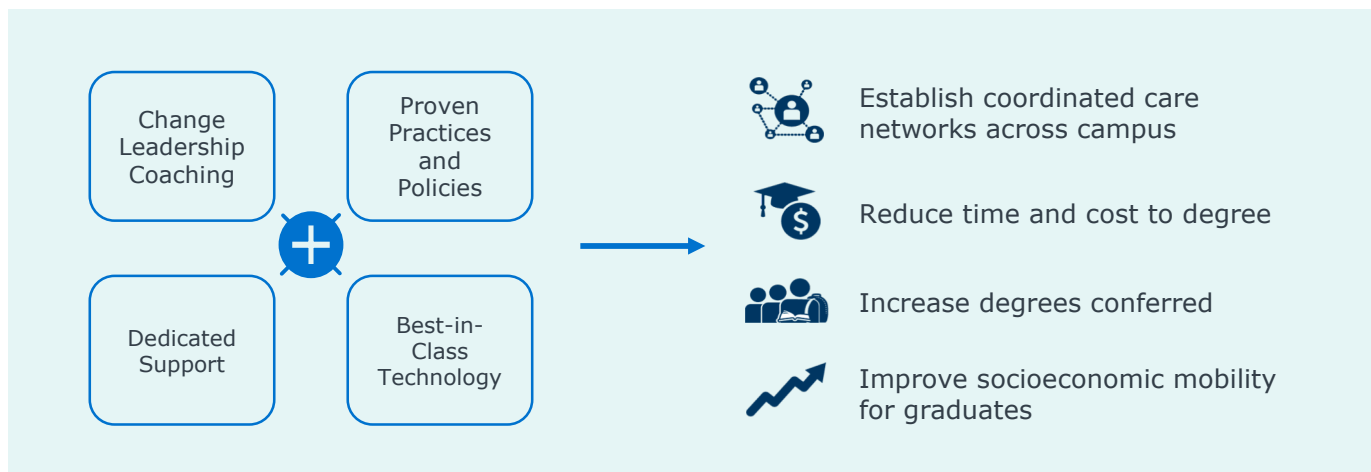 Change
Leadership
Coaching
Proven
Practices
and
Policies
Dedicated
Support
Best-in-
Class
Technology
Establish coordinated care
networks across campus
$
Reduce time and cost to degree
Increase degrees conferred
Improve socioeconomic mobility
for graduates